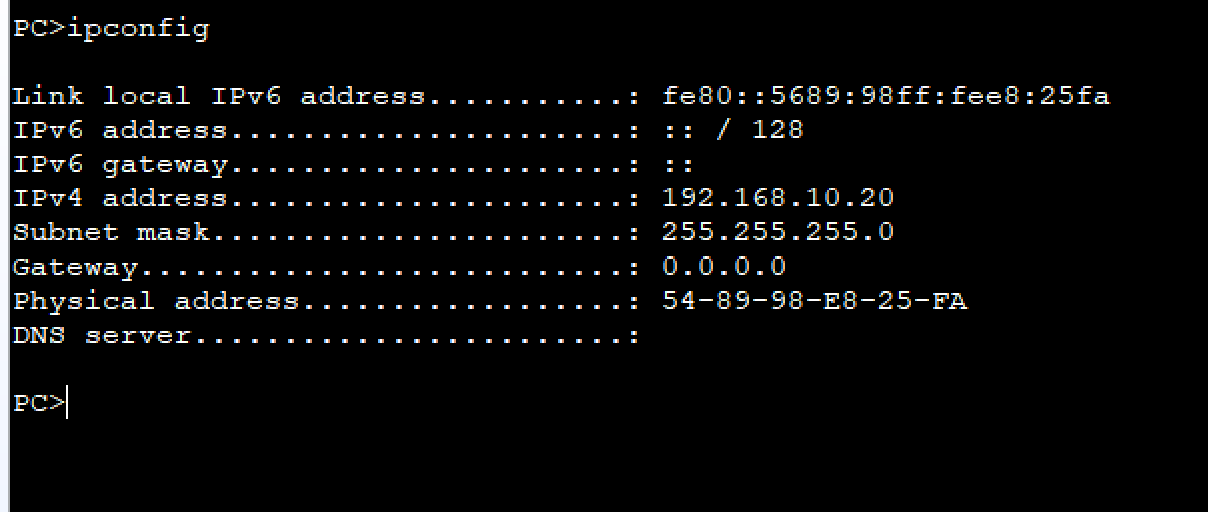 PC>ipconfig
Link local IPv6 address...........: fe80::5689:98ff:fee8:25fa
IPv6 address......................: :: / 128
IPv6 gateway......................: ::
IPv4 address......................: 192.168.10.20
Subnet mask.......................: 255.255.255.0
Gateway...........................: 0.0.0.0
Physical address..................: 54-89-98-E8-25-FA
DNS server........................:
PC>